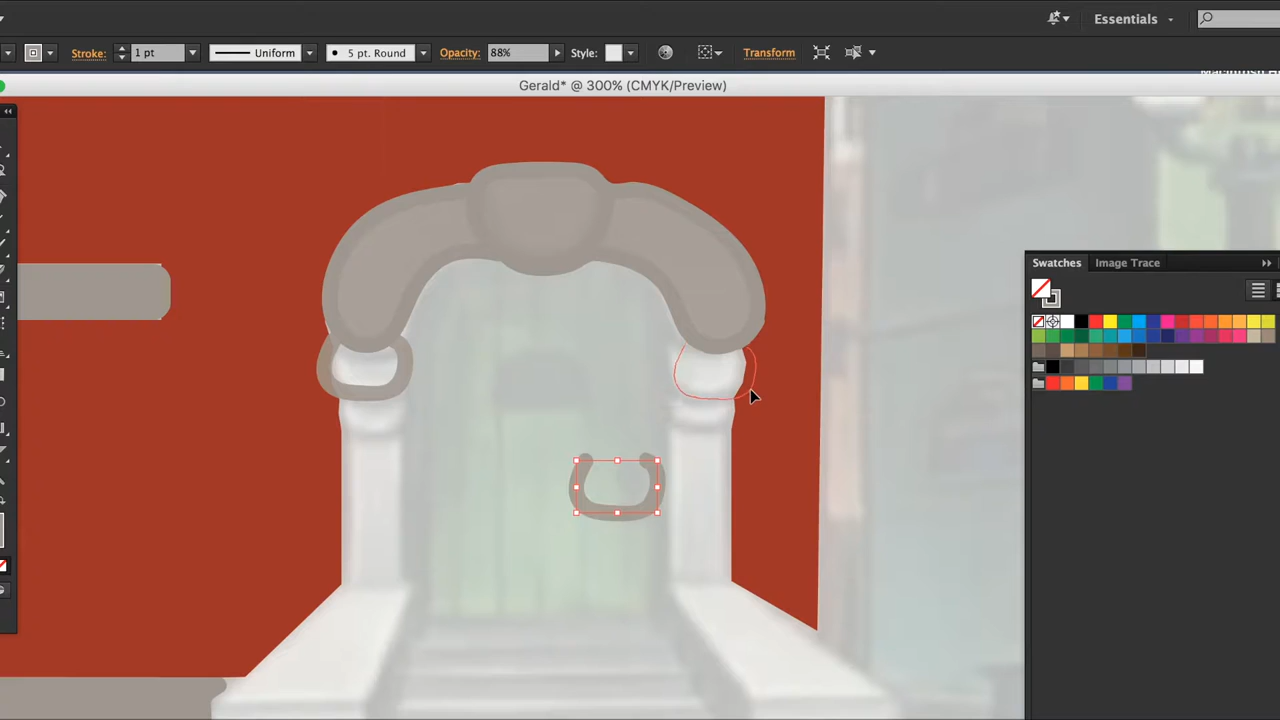 Essentials
Stroke: 1 pt Uniform 5 pt. Round Opacity: 88% Style: Transform
Gerald* @ 300% (CMYK/Preview)
Swatches Image Trace